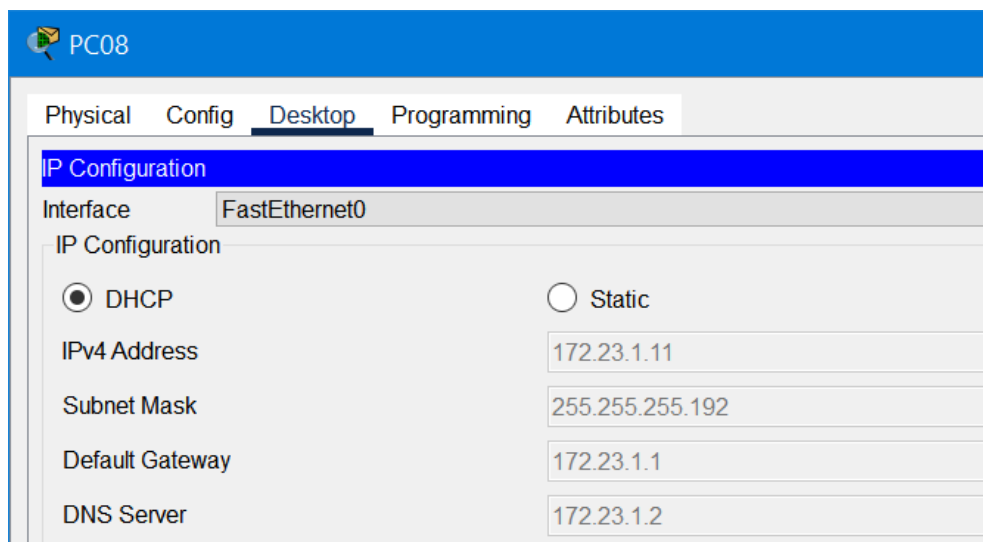 PC08
Physical Config Desktop Programming Attributes
IP Configuration
Interface FastEthernet0
IP Configuration
DHCP Static
IPv4 Address 172.23.1.11
Subnet Mask 255.255.255.192
Default Gateway 172.23.1.1
DNS Server 172.23.1.2